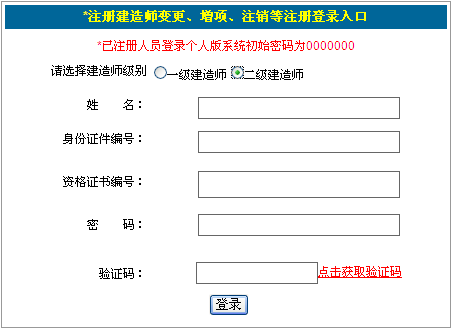 *注册建造师变更、增项、注销等注册登录入口
*已注册人员登录个人版系统初始密码为0000000
请选择建造师级别 一级建造师 二级建造师
姓 名：
身份证件编号：
资格证书编号：
密 码：
验证码： 点击获取验证码
登录